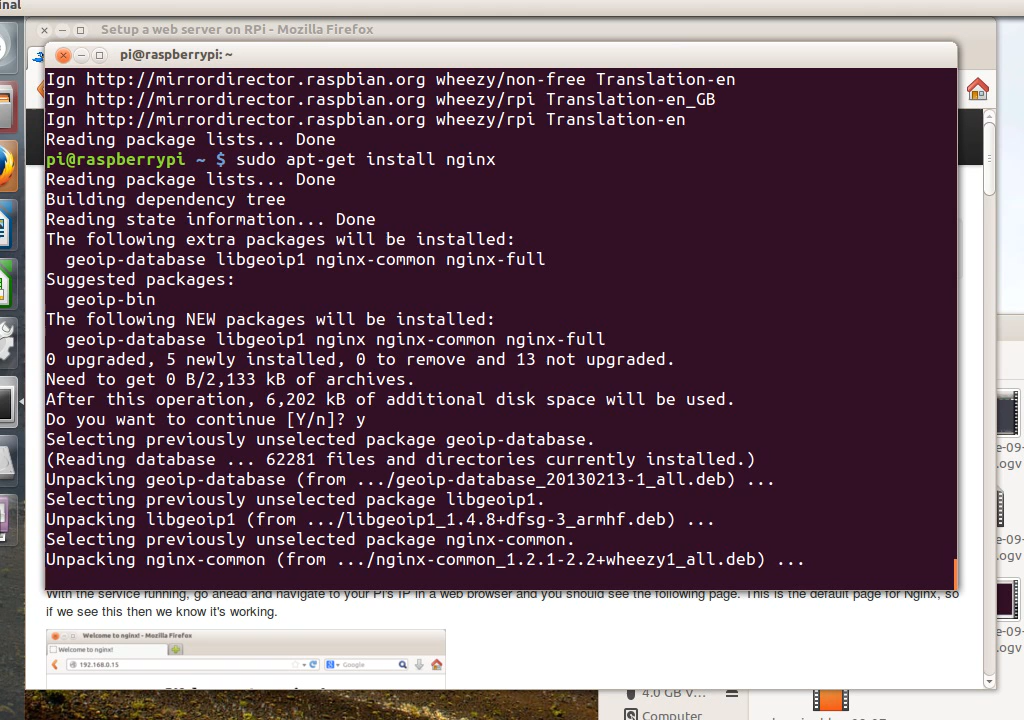 nal
Setup a web server on RPi - Mozilla Firefox
pi@raspberrypi: ~
Ign http://mirrordirector.raspbian.org wheezy/non-free Translation-en
Ign http://mirrordirector.raspbian.org wheezy/rpi Translation-en_GB
Ign http://mirrordirector.raspbian.org wheezy/rpi Translation-en
Reading package lists... Done
pi@raspberrypi ~ $ sudo apt-get install nginx
Reading package lists... Done
Building dependency tree
Reading state information... Done
The following extra packages will be installed:
geoip-database libgeoip1 nginx-common nginx-full
Suggested packages:
geoip-bin
The following NEW packages will be installed:
geoip-database libgeoip1 nginx nginx-common nginx-full
0 upgraded, 5 newly installed, 0 to remove and 13 not upgraded.
Need to get 0 B/2,133 kB of archives.
After this operation, 6,202 kB of additional disk space will be used.
Do you want to continue [Y/n]? y
Selecting previously unselected package geoip-database.
(Reading database ... 62281 files and directories currently installed.)
Unpacking geoip-database (from .../geoip-database_20130213-1_all.deb) ...
Selecting previously unselected package libgeoip1.
Unpacking libgeoip1 (from .../libgeoip1_1.4.8+dfsg-3_armhf.deb) ...
Selecting previously unselected package nginx-common.
Unpacking nginx-common (from .../nginx-common_1.2.1-2.2+wheezy1_all.deb) ...
With the service running, go ahead and navigate to your Pi's IP in a web browser and you should see the following page. This is the default page for Nginx, so
if we see this then we know it's working.
Welcome to nginx! - Mozilla Firefox
Welcome to nginx!
192.168.0.15
Google
e-09-
.ogv
e-09-
.ogv
e-09-
.ogv
4.0 GB V...
Computer